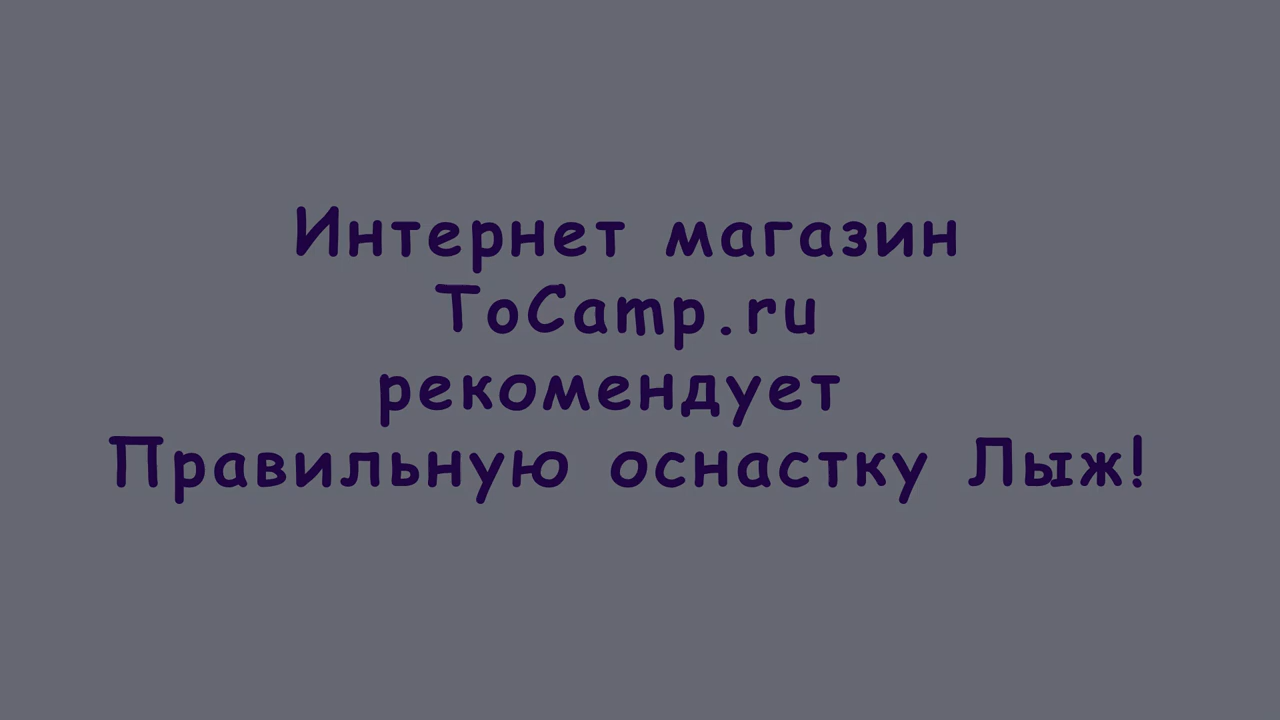 Интернет магазин
ToCamp.ru
рекомендует
Правильную оснастку Лыж!